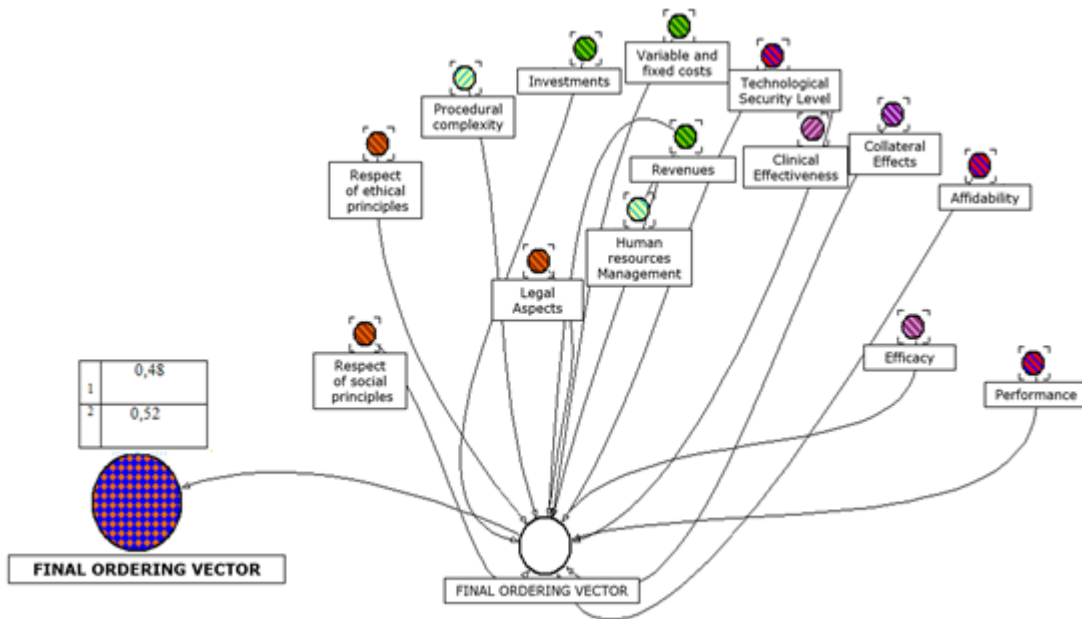 Variable and
fixed costs
Investments
Technological
Security Level
Procedural
complexity
Collateral
Effects
Revenues
Clinical
Effectiveness
Respect
of ethical
principles
Affidability
Human
resources
Management
Legal
Aspects
Efficacy
Respect
of social
principles
Performance
1 0,48
2 0,52
FINAL ORDERING VECTOR
FINAL ORDERING VECTOR